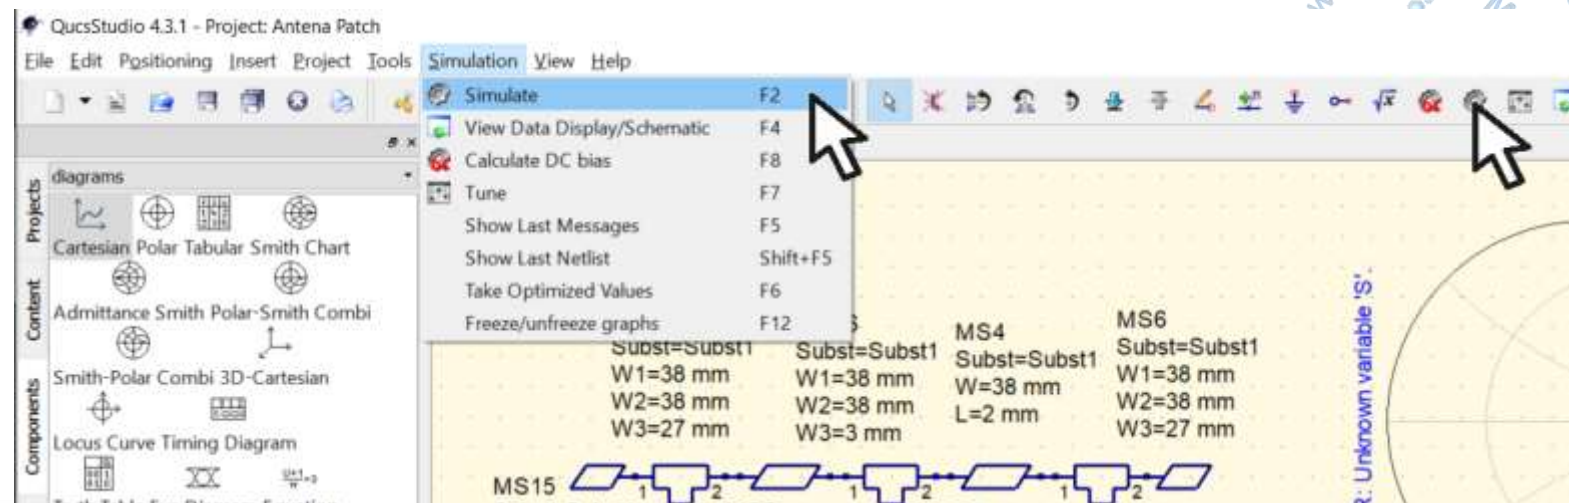 QucsStudio 4.3.1 - Project: Antena Patch
File Edit Positioning Insert Project Tools Simulation View Help
Simulate F2
View Data Display/Schematic F4
Calculate DC bias F8
Tune F7
Show Last Messages F5
Show Last Netlist Shift+F5
Take Optimized Values F6
Freeze/unfreeze graphs F12
Projects
Content
Components
diagrams
Cartesian Polar Tabular Smith Chart
Admittance Smith Polar-Smith Combi
Smith-Polar Combi 3D-Cartesian
Locus Curve Timing Diagram
Subst=Subst1
W1=38 mm
W2=38 mm
W3=27 mm
Subst=Subst1
W1=38 mm
W2=38 mm
W3=3 mm
MS4
Subst=Subst1
W=38 mm
L=2 mm
MS6
Subst=Subst1
W1=38 mm
W2=38 mm
W3=27 mm
MS15
1 2
1 2
1 2
Unknown variable 'S'.